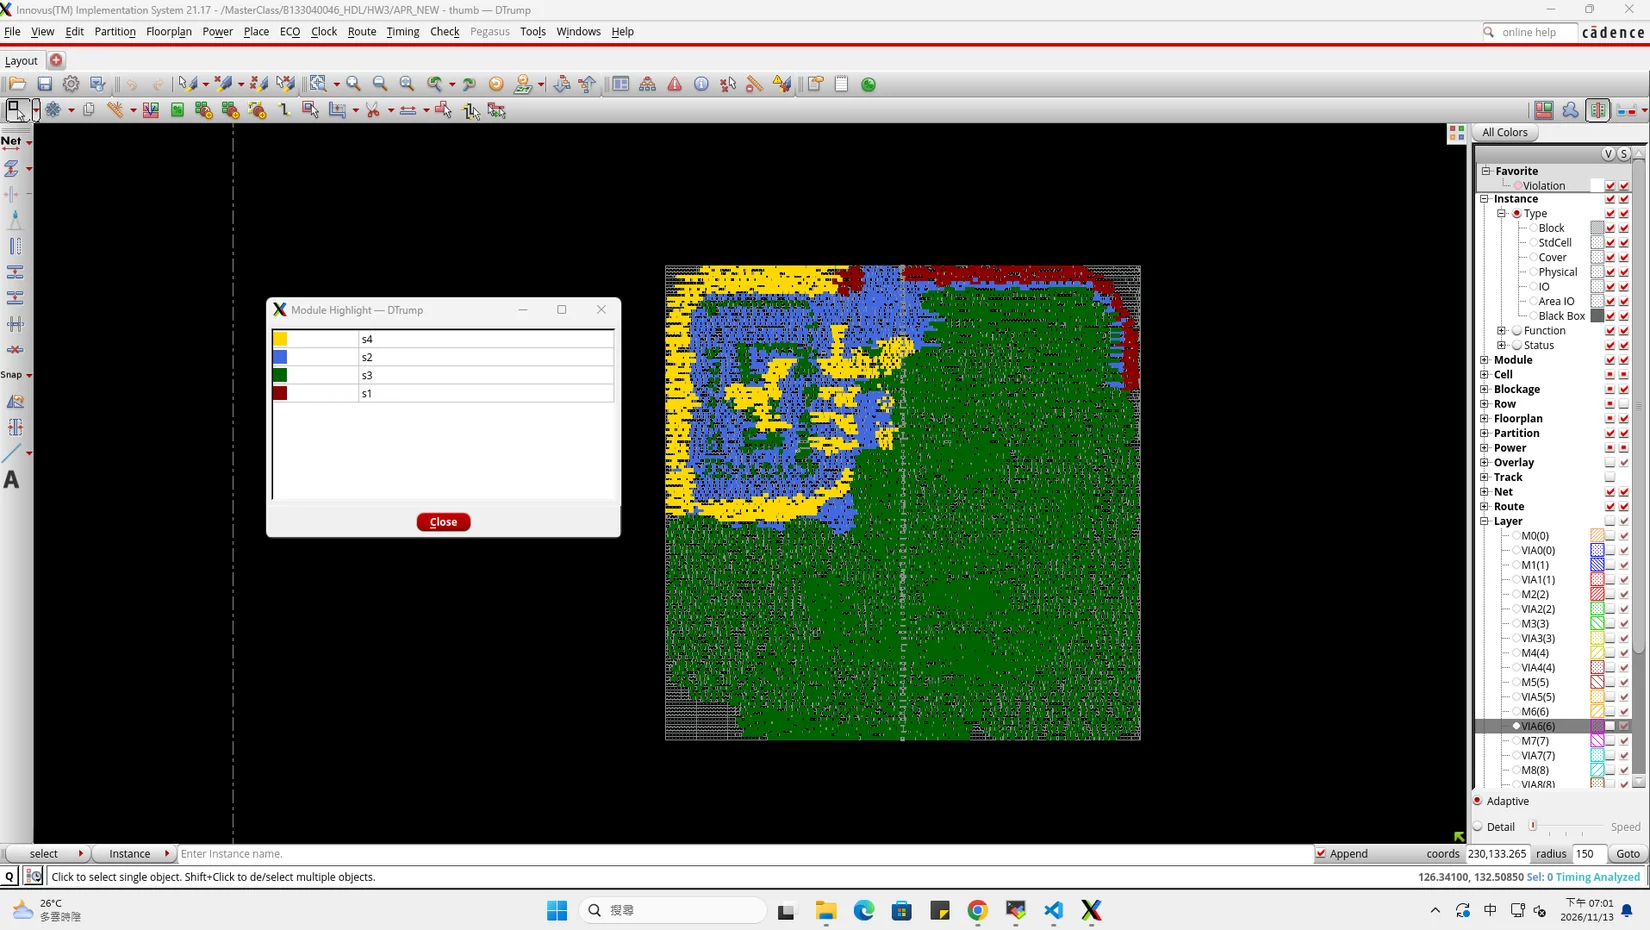 Innovus(TM) Implementation System 21.17 - /MasterClass/B133040046_HDL/HW3/APR_NEW - thumb — DTrump
File View Edit Partition Floorplan Power Place ECO Clock Route Timing Check Pegasus Tools Windows Help
online help
cādence
Layout
Net
Snap
A
Module Highlight — DTrump
s4
s2
s3
s1
Close
All Colors
V S
Favorite
Violation
Instance
Type
Block
StdCell
Cover
Physical
IO
Area IO
Black Box
Function
Status
Module
Cell
Blockage
Row
Floorplan
Partition
Power
Overlay
Track
Net
Route
Layer
M0(0)
VIA0(0)
M1(1)
VIA1(1)
M2(2)
VIA2(2)
M3(3)
VIA3(3)
M4(4)
VIA4(4)
M5(5)
VIA5(5)
M6(6)
VIA6(6)
M7(7)
VIA7(7)
M8(8)
VIA8(8)
Adaptive
Detail
Speed
select Instance Enter Instance name.
Append coords 230,133.265 radius 150 Goto
Q Click to select single object. Shift+Click to de/select multiple objects.
126.34100, 132.50850 Sel: 0 Timing Analyzed
26°C
多雲時陰
搜尋
中
下午 07:01
2026/11/13